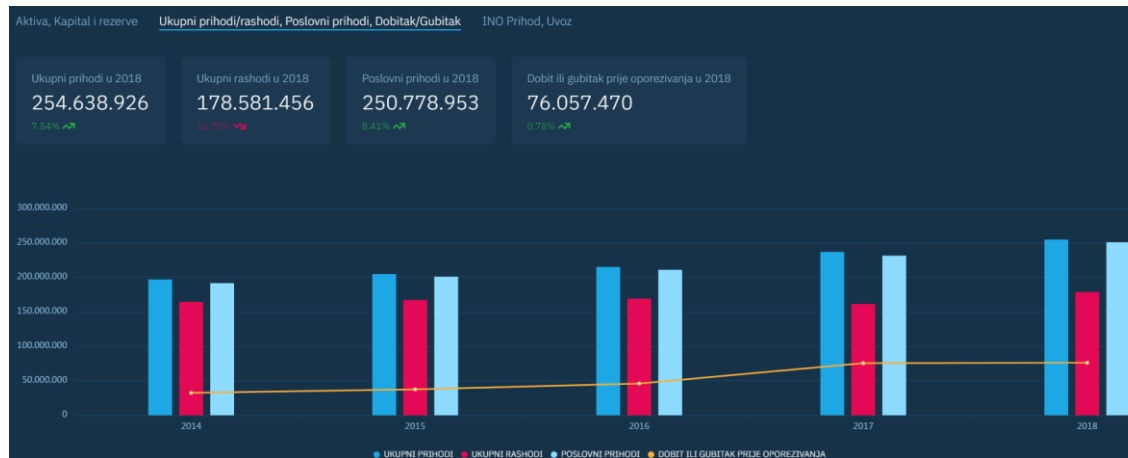 Aktiva, Kapital i rezerve Ukupni prihodi/rashodi, Poslovni prihodi, Dobitak/Gubitak INO Prihod, Uvoz
Ukupni prihodi u 2018 Ukupni rashodi u 2018 Poslovni prihodi u 2018 Dobit ili gubitak prije oporezivanja u 2018
254.638.926 178.581.456 250.778.953 76.057.470
7.54% 8.41% 0.78%
300.000.000
250.000.000
200.000.000
150.000.000
100.000.000
50.000.000
0
2014 2015 2016 2017 2018
UKUPNI PRIHODI UKUPNI RASHODI POSLOVNI PRIHODI DOBIT ILI GUBITAK PRIJE OPOREZIVANJA